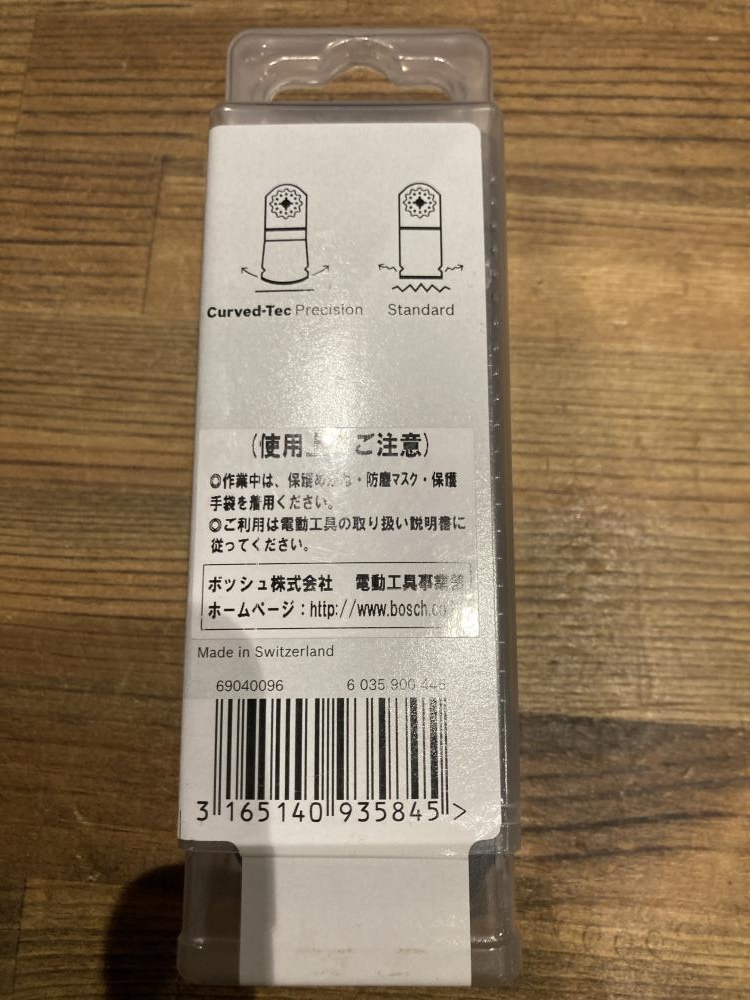 Curved-Tec Precision
Standard
(使用上 ご注意)
◎作業中は、保護めがね・防塵マスク・保護
手袋を着用ください。
◎ご利用は電動工具の取り扱い説明書に
従ってください。
ボッシュ株式会社 電動工具事業部
ホームページ：http://www.bosch.co
Made in Switzerland
69040096
6 035 900 446
3 165140 935845 >